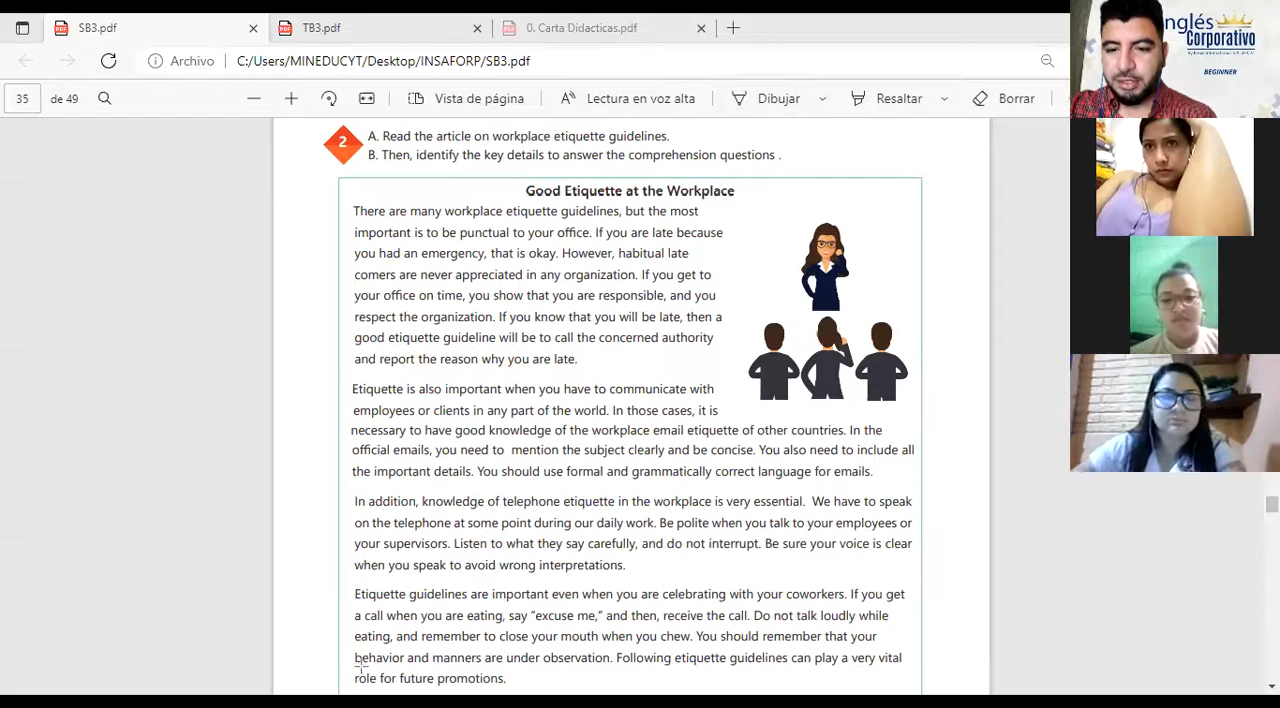 SB3.pdf
TB3.pdf
0. Carta Didacticas.pdf
Archivo
C:/Users/MINEDUCYT/Desktop/INSAFORP/SB3.pdf
35
de 49
Vista de página
Lectura en voz alta
Dibujar
Resaltar
Borrar
nglés
Corporativo
BEGINNER
2
A. Read the article on workplace etiquette guidelines.
B. Then, identify the key details to answer the comprehension questions .
Good Etiquette at the Workplace
There are many workplace etiquette guidelines, but the most
important is to be punctual to your office. If you are late because
you had an emergency, that is okay. However, habitual late
comers are never appreciated in any organization. If you get to
your office on time, you show that you are responsible, and you
respect the organization. If you know that you will be late, then a
good etiquette guideline will be to call the concerned authority
and report the reason why you are late.
Etiquette is also important when you have to communicate with
employees or clients in any part of the world. In those cases, it is
necessary to have good knowledge of the workplace email etiquette of other countries. In the
official emails, you need to mention the subject clearly and be concise. You also need to include all
the important details. You should use formal and grammatically correct language for emails.
In addition, knowledge of telephone etiquette in the workplace is very essential. We have to speak
on the telephone at some point during our daily work. Be polite when you talk to your employees or
your supervisors. Listen to what they say carefully, and do not interrupt. Be sure your voice is clear
when you speak to avoid wrong interpretations.
Etiquette guidelines are important even when you are celebrating with your coworkers. If you get
a call when you are eating, say “excuse me,” and then, receive the call. Do not talk loudly while
eating, and remember to close your mouth when you chew. You should remember that your
behavior and manners are under observation. Following etiquette guidelines can play a very vital
role for future promotions.